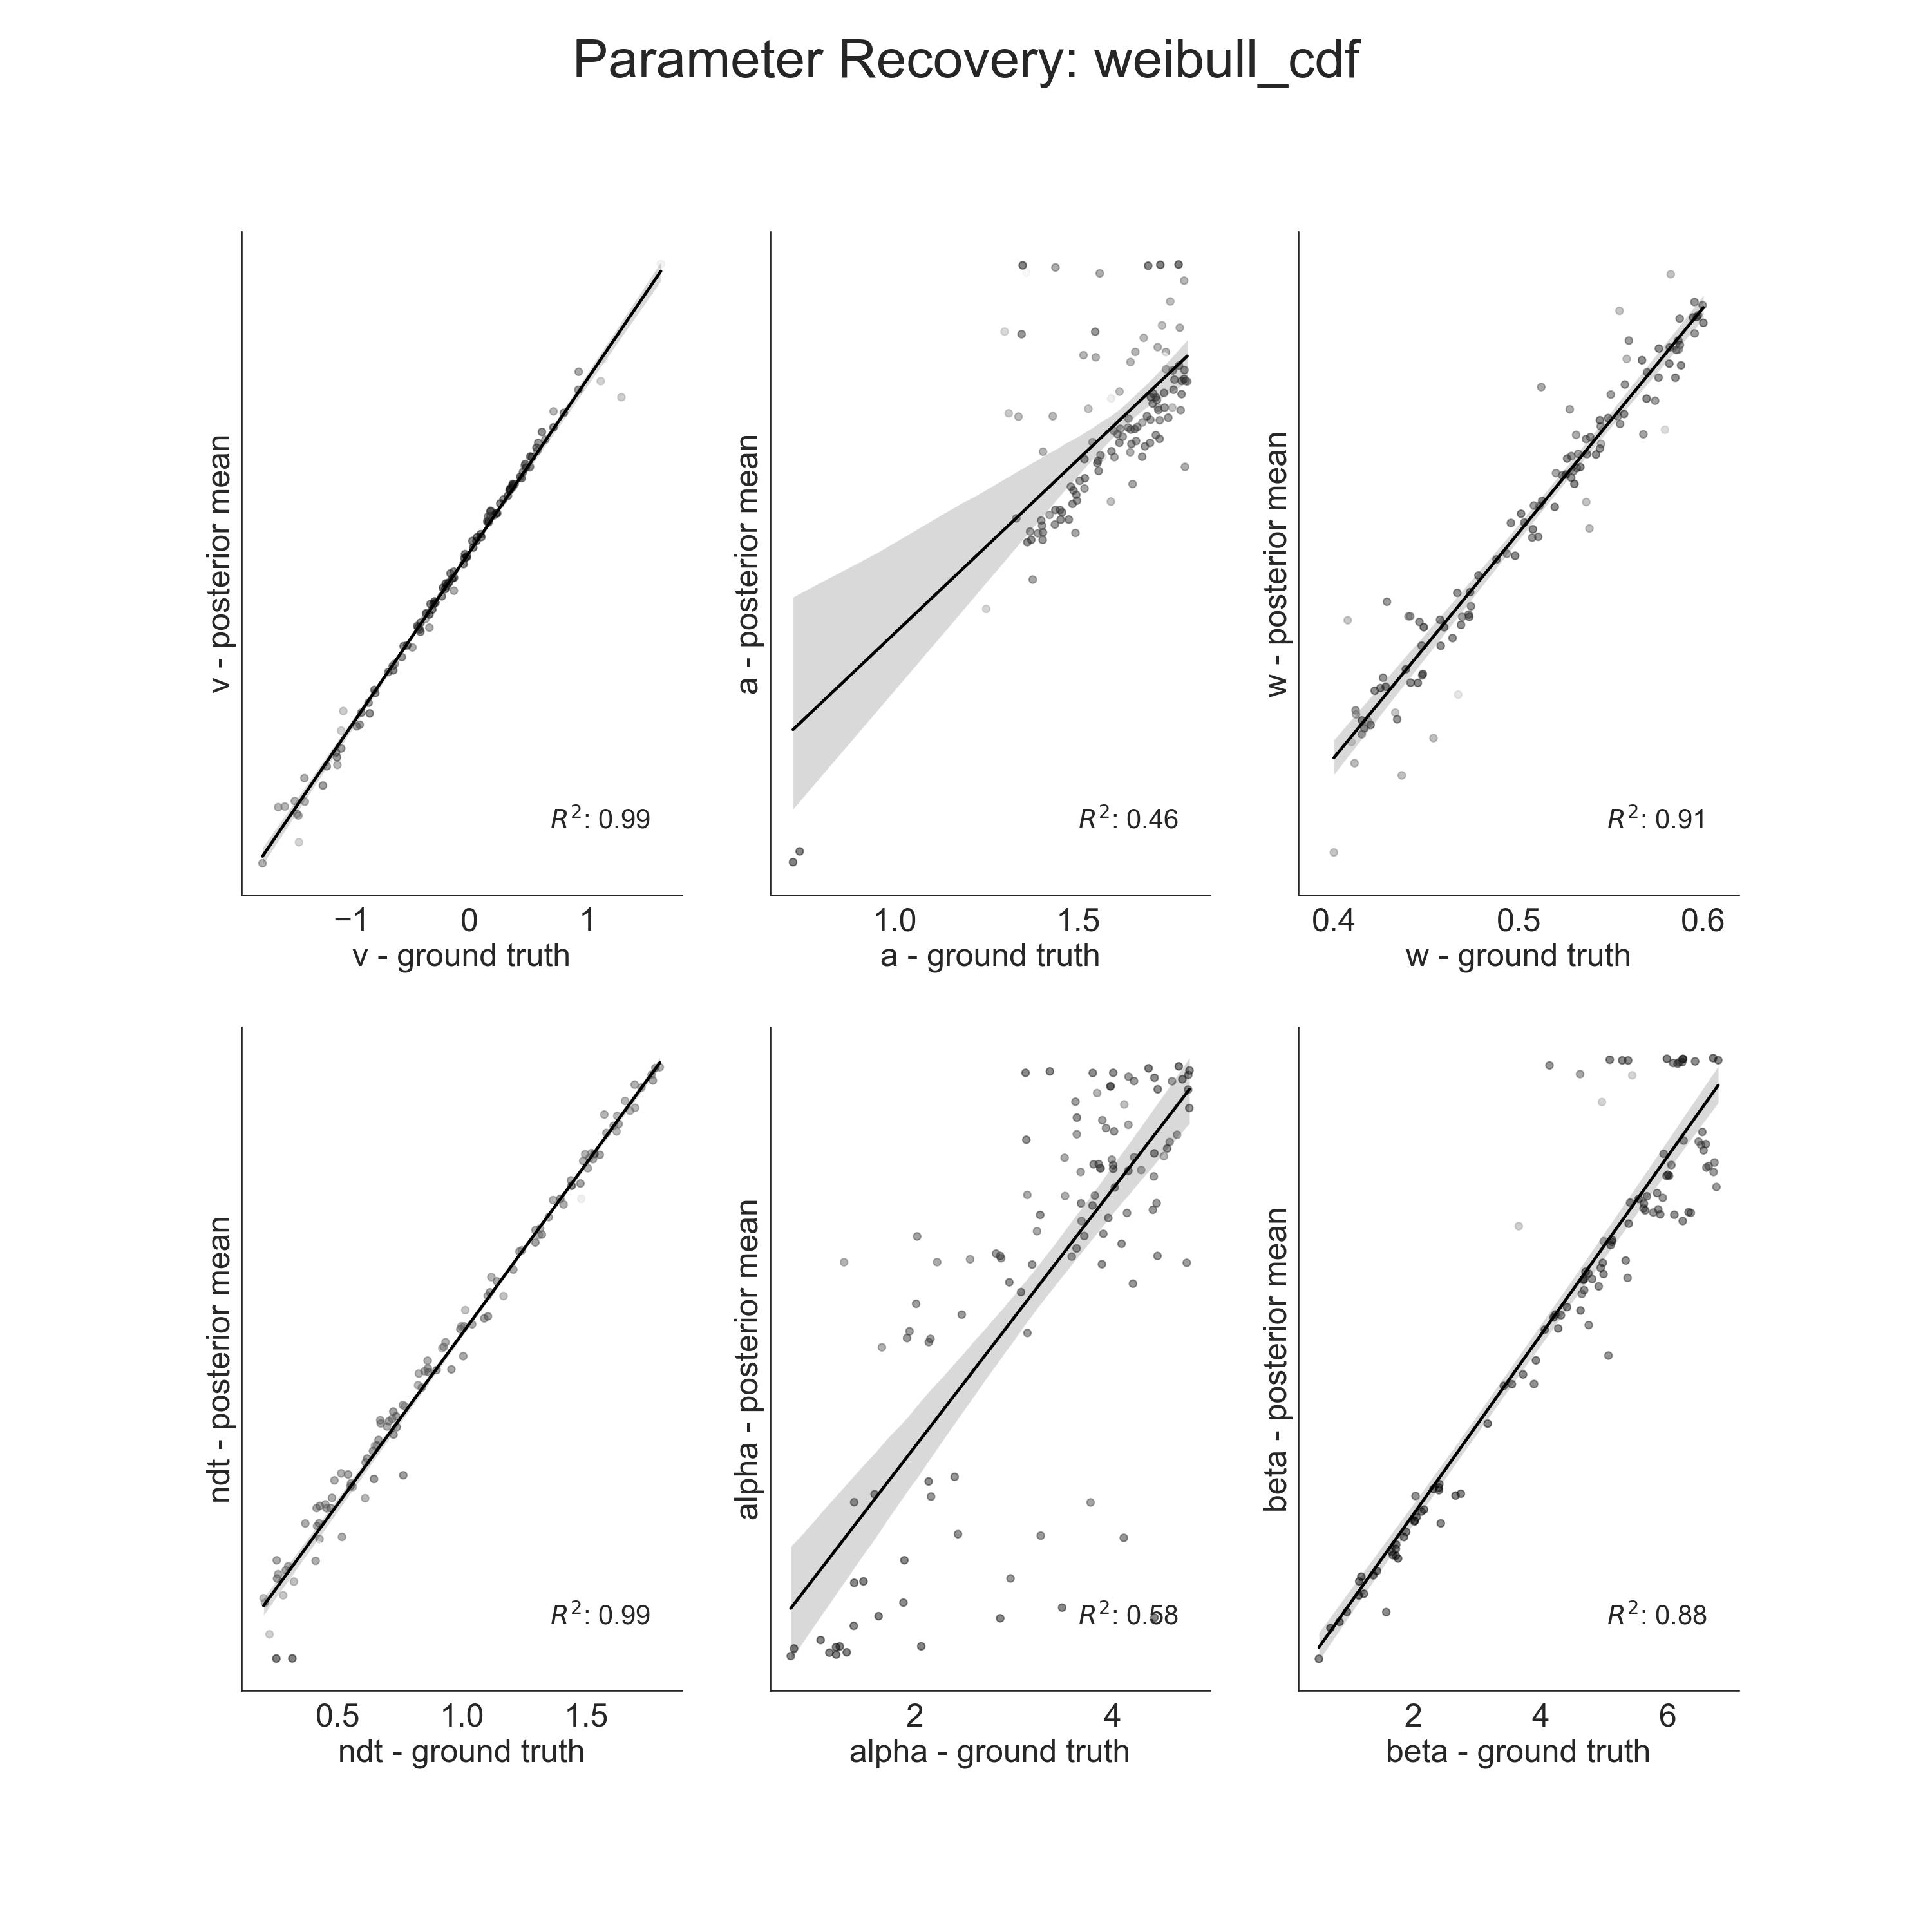 Parameter Recovery: weibull_cdf
v - posterior mean
R²: 0.99
−1 0 1
v - ground truth
a - posterior mean
R²: 0.46
1.0 1.5
a - ground truth
w - posterior mean
R²: 0.91
0.4 0.5 0.6
w - ground truth
ndt - posterior mean
R²: 0.99
0.5 1.0 1.5
ndt - ground truth
alpha - posterior mean
R²: 0.58
2 4
alpha - ground truth
beta - posterior mean
R²: 0.88
2 4 6
beta - ground truth